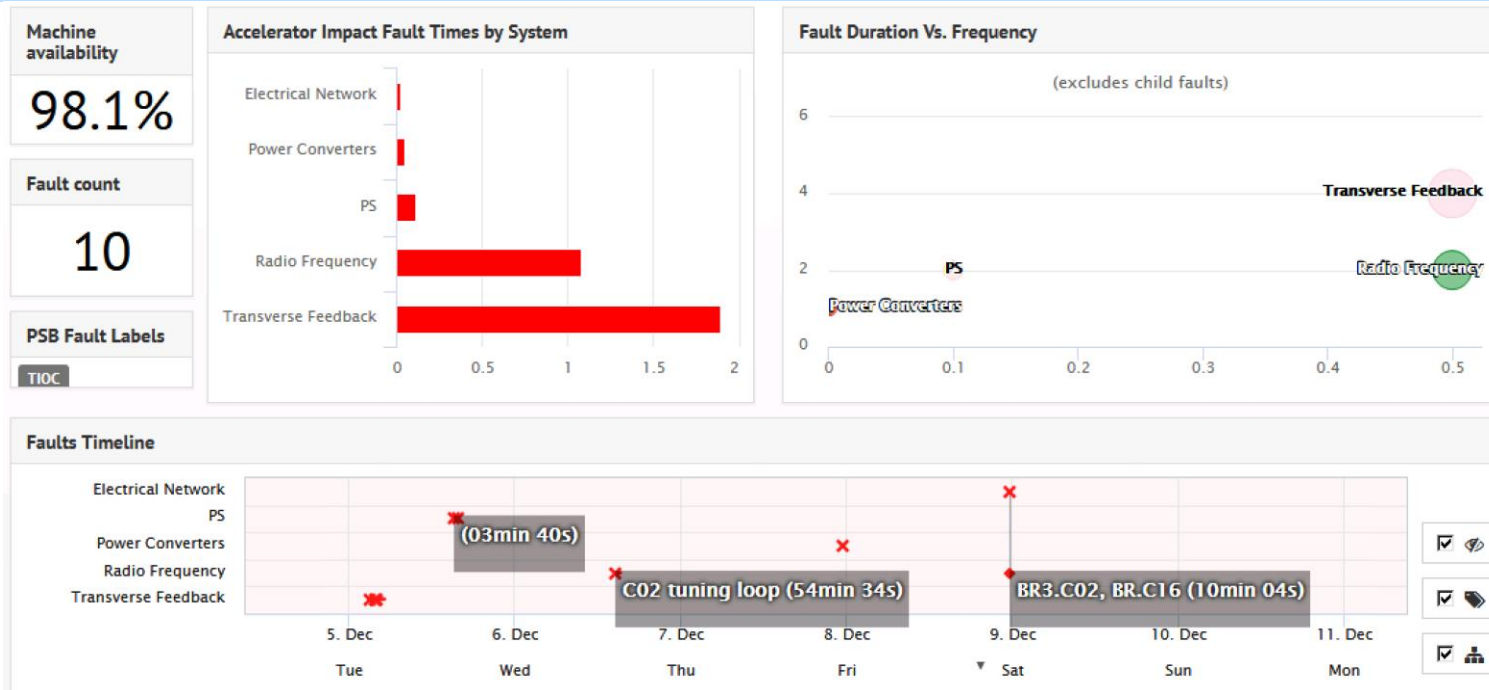 Machine
availability
98.1%
Fault count
10
PSB Fault Labels
TIOC
Accelerator Impact Fault Times by System
Electrical Network
Power Converters
PS
Radio Frequency
Transverse Feedback
0 0.5 1 1.5 2
Fault Duration Vs. Frequency
(excludes child faults)
6
4
2
0
Transverse Feedback
PS
Radio Frequency
Power Converters
0 0.1 0.2 0.3 0.4 0.5
Faults Timeline
Electrical Network
PS
Power Converters
Radio Frequency
Transverse Feedback
(03min 40s)
C02 tuning loop (54min 34s)
BR3.C02, BR.C16 (10min 04s)
5. Dec 6. Dec 7. Dec 8. Dec 9. Dec 10. Dec 11. Dec
Tue Wed Thu Fri Sat Sun Mon